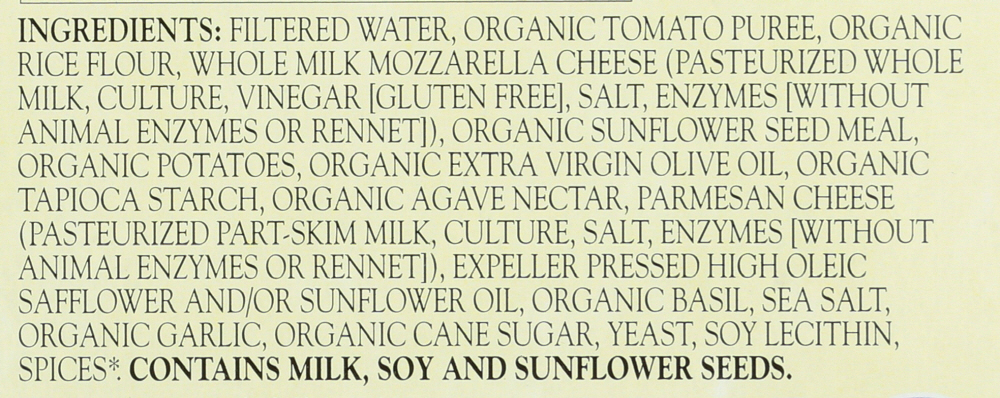 INGREDIENTS: FILTERED WATER, ORGANIC TOMATO PUREE, ORGANIC
RICE FLOUR, WHOLE MILK MOZZARELLA CHEESE (PASTEURIZED WHOLE
MILK, CULTURE, VINEGAR [GLUTEN FREE], SALT, ENZYMES [WITHOUT
ANIMAL ENZYMES OR RENNET]), ORGANIC SUNFLOWER SEED MEAL,
ORGANIC POTATOES, ORGANIC EXTRA VIRGIN OLIVE OIL, ORGANIC
TAPIOCA STARCH, ORGANIC AGAVE NECTAR, PARMESAN CHEESE
(PASTEURIZED PART-SKIM MILK, CULTURE, SALT, ENZYMES [WITHOUT
ANIMAL ENZYMES OR RENNET]), EXPELLER PRESSED HIGH OLEIC
SAFFLOWER AND/OR SUNFLOWER OIL, ORGANIC BASIL, SEA SALT,
ORGANIC GARLIC, ORGANIC CANE SUGAR, YEAST, SOY LECITHIN,
SPICES*. CONTAINS MILK, SOY AND SUNFLOWER SEEDS.